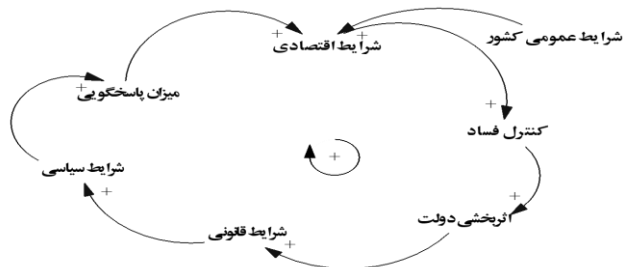 شرایط عمومی کشور
شرایط اقتصادی
+
+
میزان پاسخگویی
+
+
کنترل فساد
شرایط سیاسی
+
+
+
اثربخشی دولت
شرایط قانونی
+